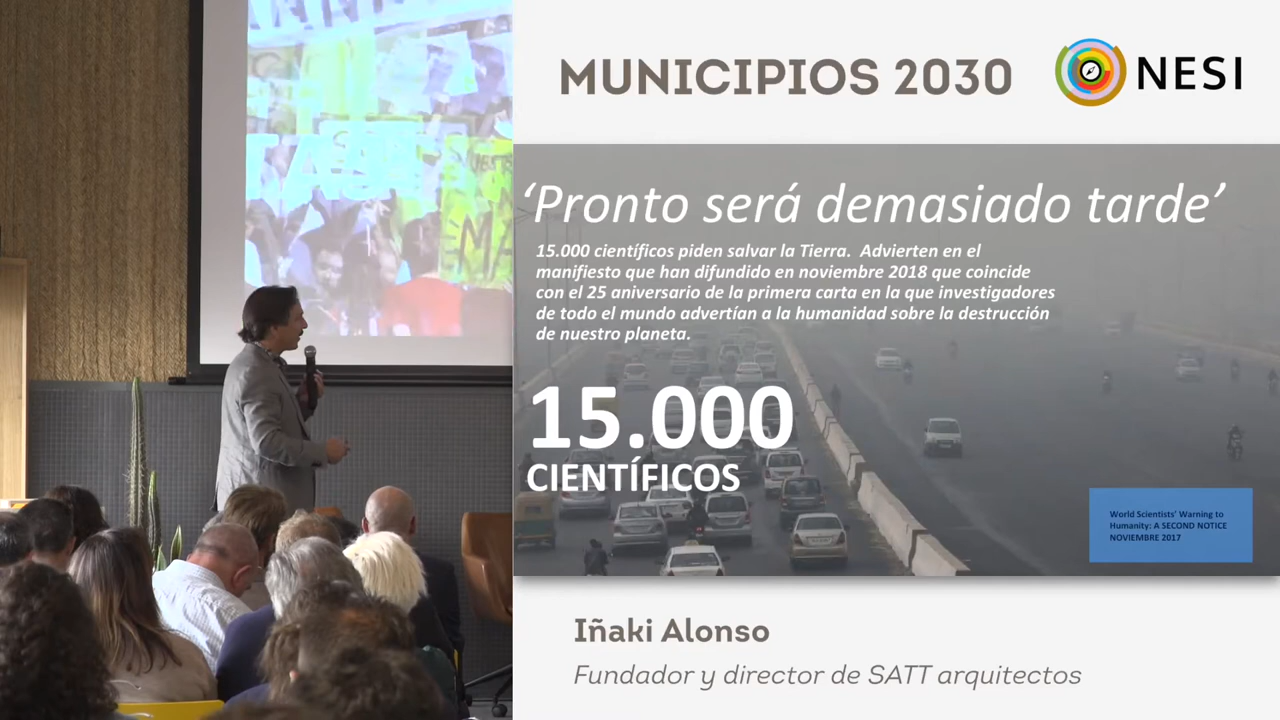 MUNICIPIOS 2030
NESI
‘Pronto será demasiado tarde’
15.000 científicos piden salvar la Tierra.  Advierten en el
manifiesto que han difundido en noviembre 2018 que coincide
con el 25 aniversario de la primera carta en la que investigadores
de todo el mundo advertían a la humanidad sobre la destrucción
de nuestro planeta.
15.000
CIENTÍFICOS
World Scientists’ Warning to
Humanity: A SECOND NOTICE
NOVIEMBRE 2017
Iñaki Alonso
Fundador y director de SATT arquitectos